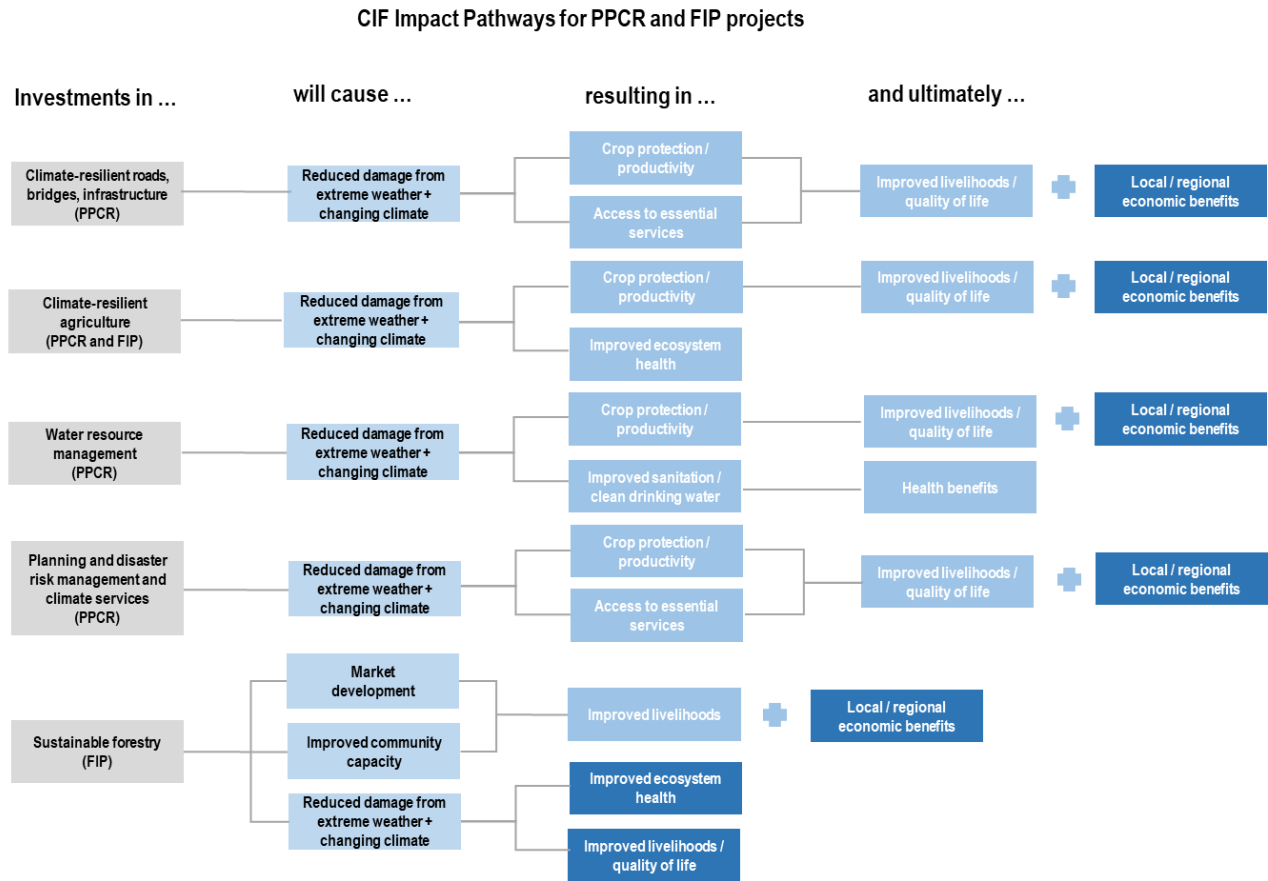 CIF Impact Pathways for PPCR and FIP projects
Investments in ...
will cause ...
resulting in ...
and ultimately ...
Climate-resilient roads,
bridges, infrastructure
(PPCR)
Reduced damage from
extreme weather +
changing climate
Crop protection /
productivity
Access to essential
services
Improved livelihoods /
quality of life
Local / regional
economic benefits
Climate-resilient
agriculture
(PPCR and FIP)
Reduced damage from
extreme weather +
changing climate
Crop protection /
productivity
Improved ecosystem
health
Improved livelihoods /
quality of life
Local / regional
economic benefits
Water resource
management
(PPCR)
Reduced damage from
extreme weather +
changing climate
Crop protection /
productivity
Improved sanitation /
clean drinking water
Improved livelihoods /
quality of life
Local / regional
economic benefits
Health benefits
Planning and disaster
risk management and
climate services
(PPCR)
Reduced damage from
extreme weather +
changing climate
Crop protection /
productivity
Access to essential
services
Improved livelihoods /
quality of life
Local / regional
economic benefits
Sustainable forestry
(FIP)
Market
development
Improved community
capacity
Improved livelihoods
Local / regional
economic benefits
Reduced damage from
extreme weather +
changing climate
Improved ecosystem
health
Improved livelihoods /
quality of life